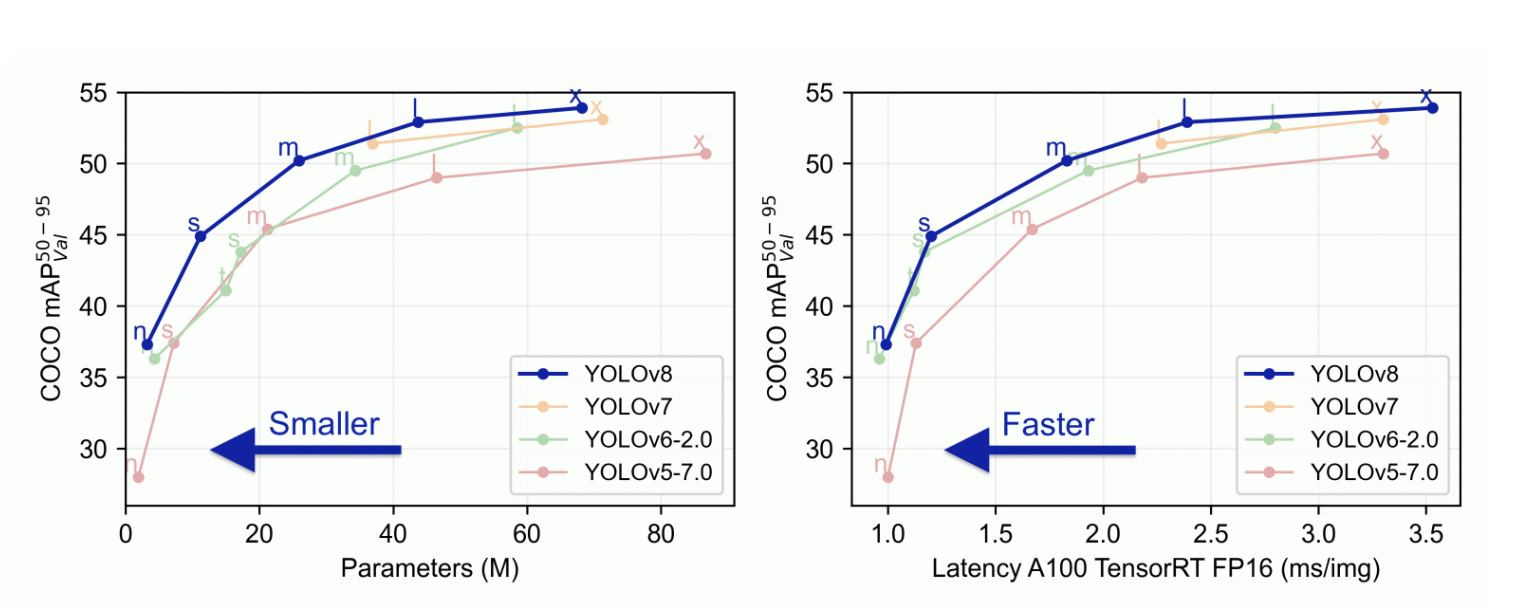 COCO mAP^{50-95}_{Val}
55
50
45
40
35
30
n
s
m
l
x
l
x
n
t
s
m
l
n
s
m
l
x
Smaller
YOLOv8
YOLOv7
YOLOv6-2.0
YOLOv5-7.0
0 20 40 60 80
Parameters (M)
COCO mAP^{50-95}_{Val}
55
50
45
40
35
30
n
s
m
l
x
l
x
n
t
s
m
l
n
s
m
l
x
Faster
YOLOv8
YOLOv7
YOLOv6-2.0
YOLOv5-7.0
1.0 1.5 2.0 2.5 3.0 3.5
Latency A100 TensorRT FP16 (ms/img)